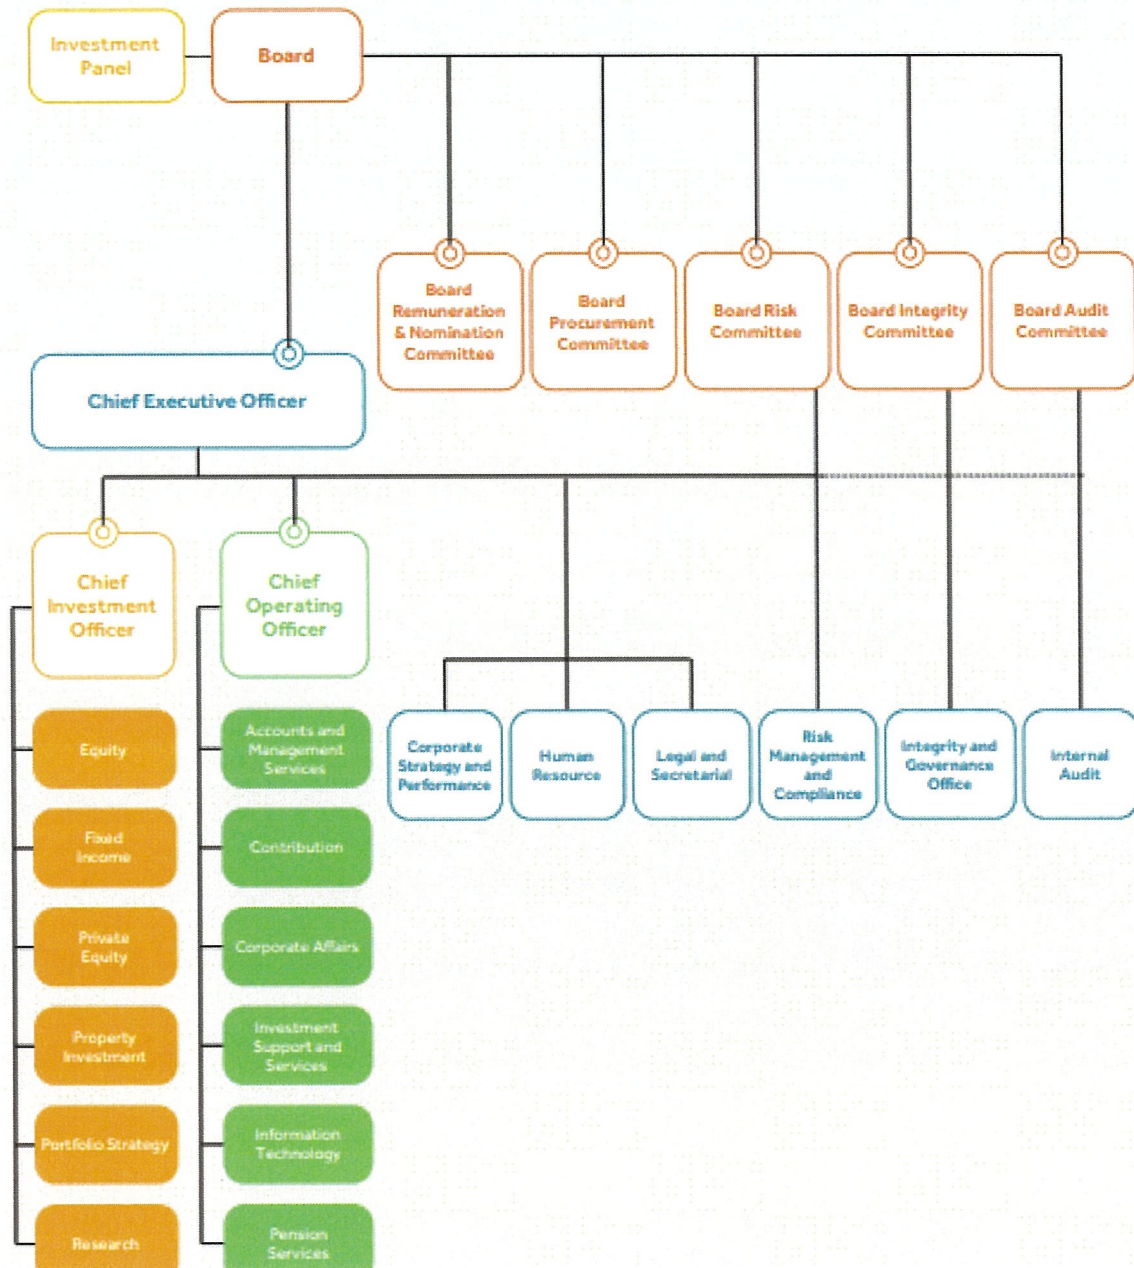 Investment
Panel
Board
Board
Remuneration
& Nomination
Committee
Board
Procurement
Committee
Board Risk
Committee
Board Integrity
Committee
Board Audit
Committee
Chief Executive Officer
Chief
Investment
Officer
Chief
Operating
Officer
Equity
Fixed
Income
Private
Equity
Property
Investment
Portfolio Strategy
Research
Accounts and
Management
Services
Contribution
Corporate Affairs
Investment
Support and
Services
Information
Technology
Pension
Services
Corporate
Strategy and
Performance
Human
Resource
Legal and
Secretarial
Risk
Management
and
Compliance
Integrity and
Governance
Office
Internal
Audit